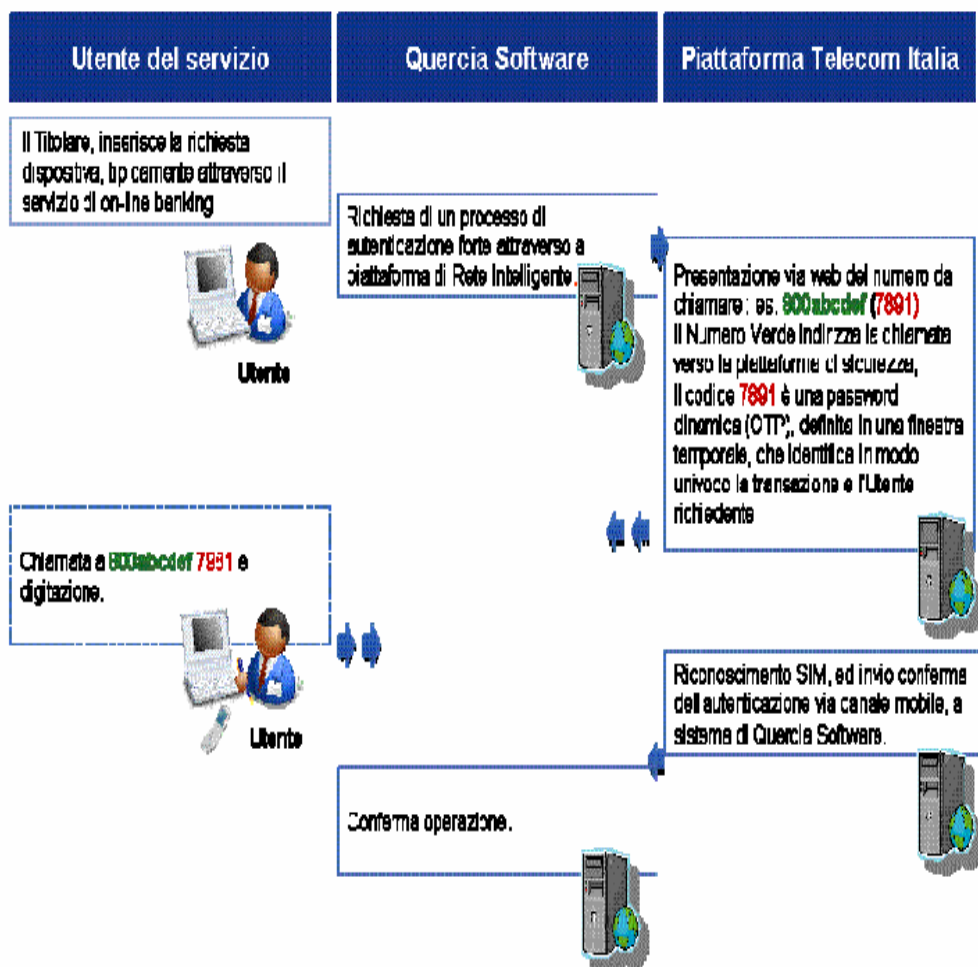 Utente del servizio
Quercia Software
Piattaforma Telecom Italia
Il Titolare, inserisce la richiesta
dispositiva, tipicamente attraverso il
servizio di on-line banking
Utente
Richiesta di un processo di
autenticazione forte attraverso a
piattaforma di Rete Intelligente.
Presentazione via web del numero da
chiamare: es. 800abcdef (7891)
Il Numero Verde indirizza la chiamata
verso la piattaforma di sicurezza,
Il codice 7891 è una password
dinamica (OTP), definita in una finestra
temporale, che identifica in modo
univoco la transazione e l'Utente
richiedente
Chiamata a 800abcdef 7981 e
digitazione.
Utente
Riconoscimento SIM, ed invio conferma
dell'autenticazione via canale mobile, a
sistema di Quercia Software.
Conferma operazione.